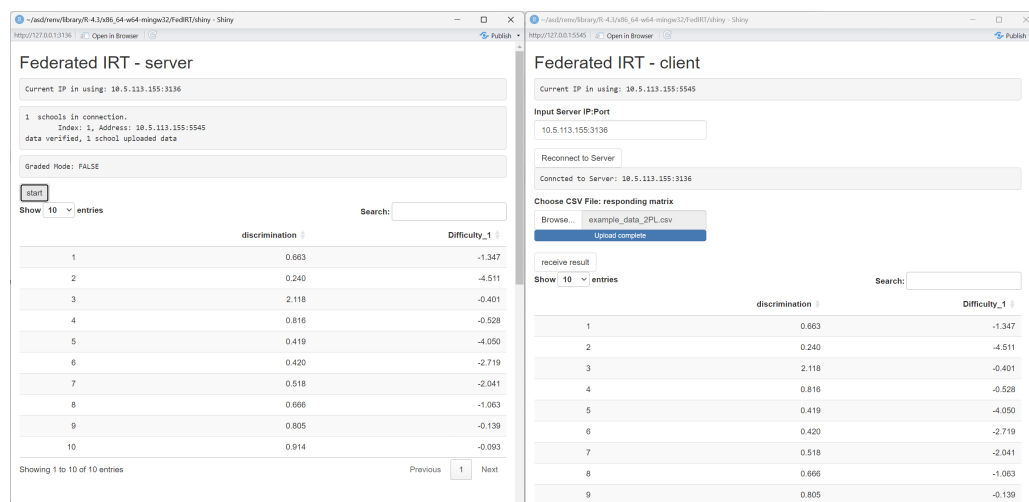 ~/asd/renv/library/R-4.3/x86_64-w64-mingw32/FedIRT/shiny - Shiny
http://127.0.0.1:3136 Open in Browser Publish
Federated IRT - server
Current IP in using: 10.5.113.155:3136
1 schools in connection.
Index: 1, Address: 10.5.113.155:5545
data verified, 1 school uploaded data
Graded Mode: FALSE
start
Show 10 entries Search:
discrimination Difficulty_1
1 0.663 -1.347
2 0.240 -4.511
3 2.118 -0.401
4 0.816 -0.528
5 0.419 -4.050
6 0.420 -2.719
7 0.518 -2.041
8 0.666 -1.063
9 0.805 -0.139
10 0.914 -0.093
Showing 1 to 10 of 10 entries Previous 1 Next
~/asd/renv/library/R-4.3/x86_64-w64-mingw32/FedIRT/shiny - Shiny
http://127.0.0.1:5545 Open in Browser Publish
Federated IRT - client
Current IP in using: 10.5.113.155:5545
Input Server IP:Port
10.5.113.155:3136
Reconnect to Server
Conncted to Server: 10.5.113.155:3136
Choose CSV File: responding matrix
Browse... example_data_2PL.csv
Upload complete
receive result
Show 10 entries Search:
discrimination Difficulty_1
1 0.663 -1.347
2 0.240 -4.511
3 2.118 -0.401
4 0.816 -0.528
5 0.419 -4.050
6 0.420 -2.719
7 0.518 -2.041
8 0.666 -1.063
9 0.805 -0.139